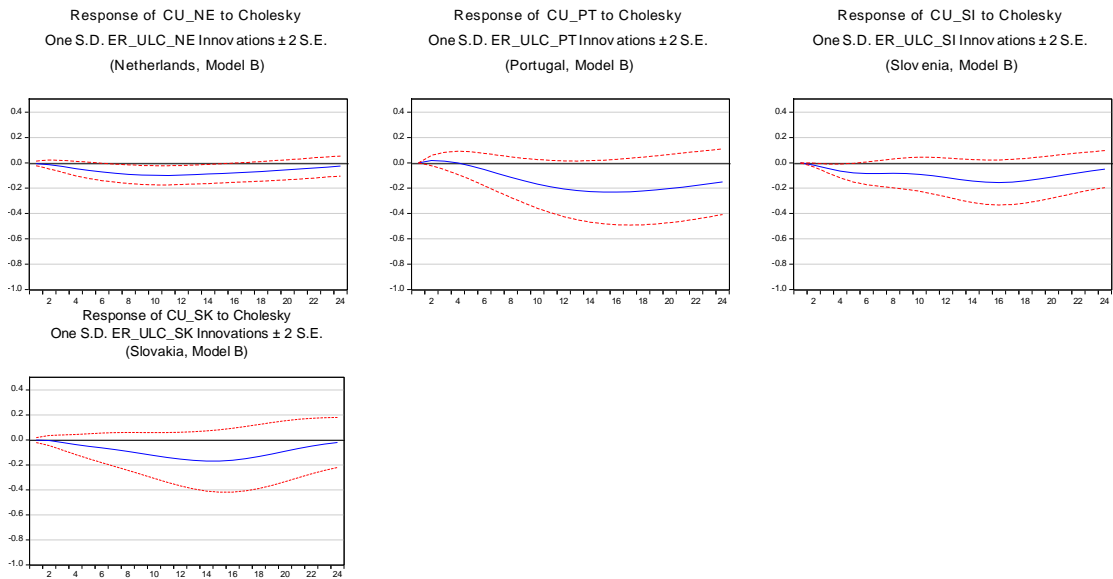 Response of CU_NE to Cholesky
One S.D. ER_ULC_NE Innovations ± 2 S.E.
(Netherlands, Model B)
0.4
0.2
0.0
-0.2
-0.4
-0.6
-0.8
-1.0
2 4 6 8 10 12 14 16 18 20 22 24
Response of CU_PT to Cholesky
One S.D. ER_ULC_PT Innovations ± 2 S.E.
(Portugal, Model B)
0.4
0.2
0.0
-0.2
-0.4
-0.6
-0.8
-1.0
2 4 6 8 10 12 14 16 18 20 22 24
Response of CU_SI to Cholesky
One S.D. ER_ULC_SI Innovations ± 2 S.E.
(Slovenia, Model B)
0.4
0.2
0.0
-0.2
-0.4
-0.6
-0.8
-1.0
2 4 6 8 10 12 14 16 18 20 22 24
Response of CU_SK to Cholesky
One S.D. ER_ULC_SK Innovations ± 2 S.E.
(Slovakia, Model B)
0.4
0.2
0.0
-0.2
-0.4
-0.6
-0.8
-1.0
2 4 6 8 10 12 14 16 18 20 22 24